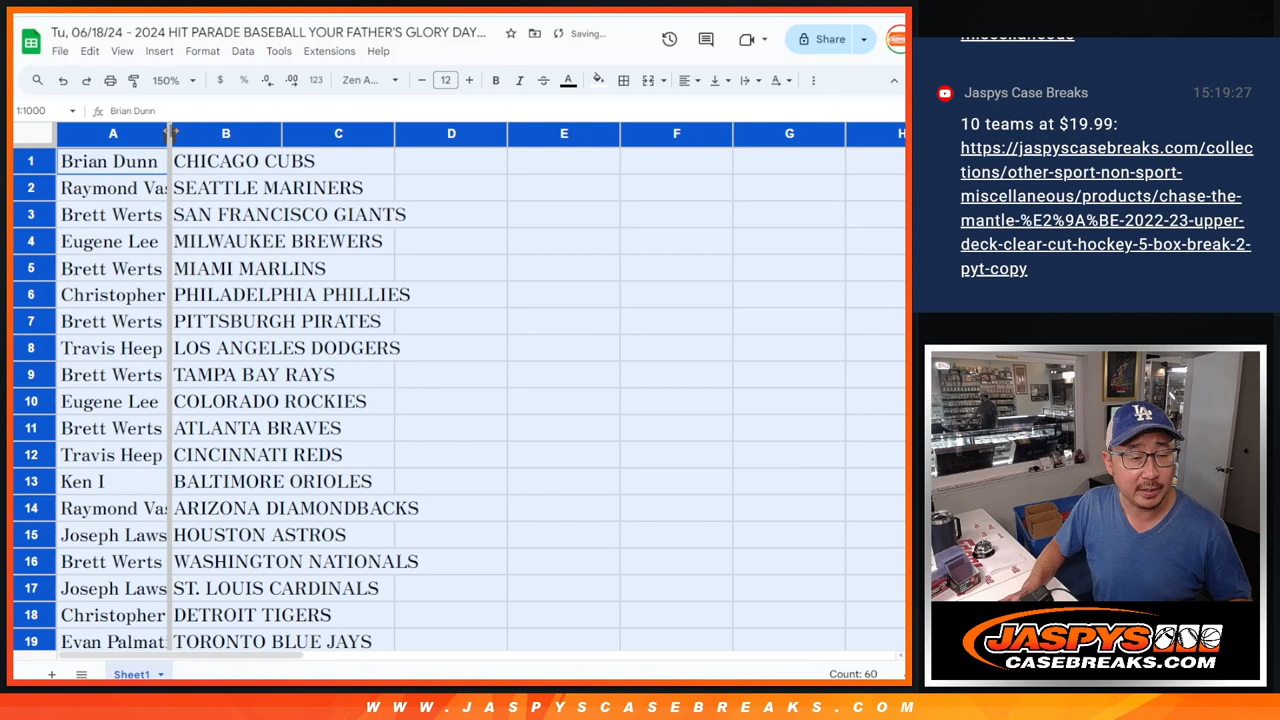 Tu, 06/18/24 - 2024 HIT PARADE BASEBALL YOUR FATHER'S GLORY DAY...
Saving...
Share
File Edit View Insert Format Data Tools Extensions Help
150% $ % .0 .00 123 Zen A... 12 B I A
1:1000 fx Brian Dunn
A B C D E F G H
1 Brian Dunn CHICAGO CUBS
2 Raymond Vas SEATTLE MARINERS
3 Brett Werts SAN FRANCISCO GIANTS
4 Eugene Lee MILWAUKEE BREWERS
5 Brett Werts MIAMI MARLINS
6 Christopher PHILADELPHIA PHILLIES
7 Brett Werts PITTSBURGH PIRATES
8 Travis Heep LOS ANGELES DODGERS
9 Brett Werts TAMPA BAY RAYS
10 Eugene Lee COLORADO ROCKIES
11 Brett Werts ATLANTA BRAVES
12 Travis Heep CINCINNATI REDS
13 Ken I BALTIMORE ORIOLES
14 Raymond Vas ARIZONA DIAMONDBACKS
15 Joseph Laws HOUSTON ASTROS
16 Brett Werts WASHINGTON NATIONALS
17 Joseph Laws ST. LOUIS CARDINALS
18 Christopher DETROIT TIGERS
19 Evan Palmat TORONTO BLUE JAYS
Sheet1 Count: 60
miscellaneous
Jaspys Case Breaks 15:19:27
10 teams at $19.99:
https://jaspyscasebreaks.com/collec
tions/other-sport-non-sport-
miscellaneous/products/chase-the-
mantle-%E2%9A%BE-2022-23-upper-
deck-clear-cut-hockey-5-box-break-2-
pyt-copy
LA
JASPYS
CASEBREAKS.COM
WWW.JASPYSCASEBREAKS.COM